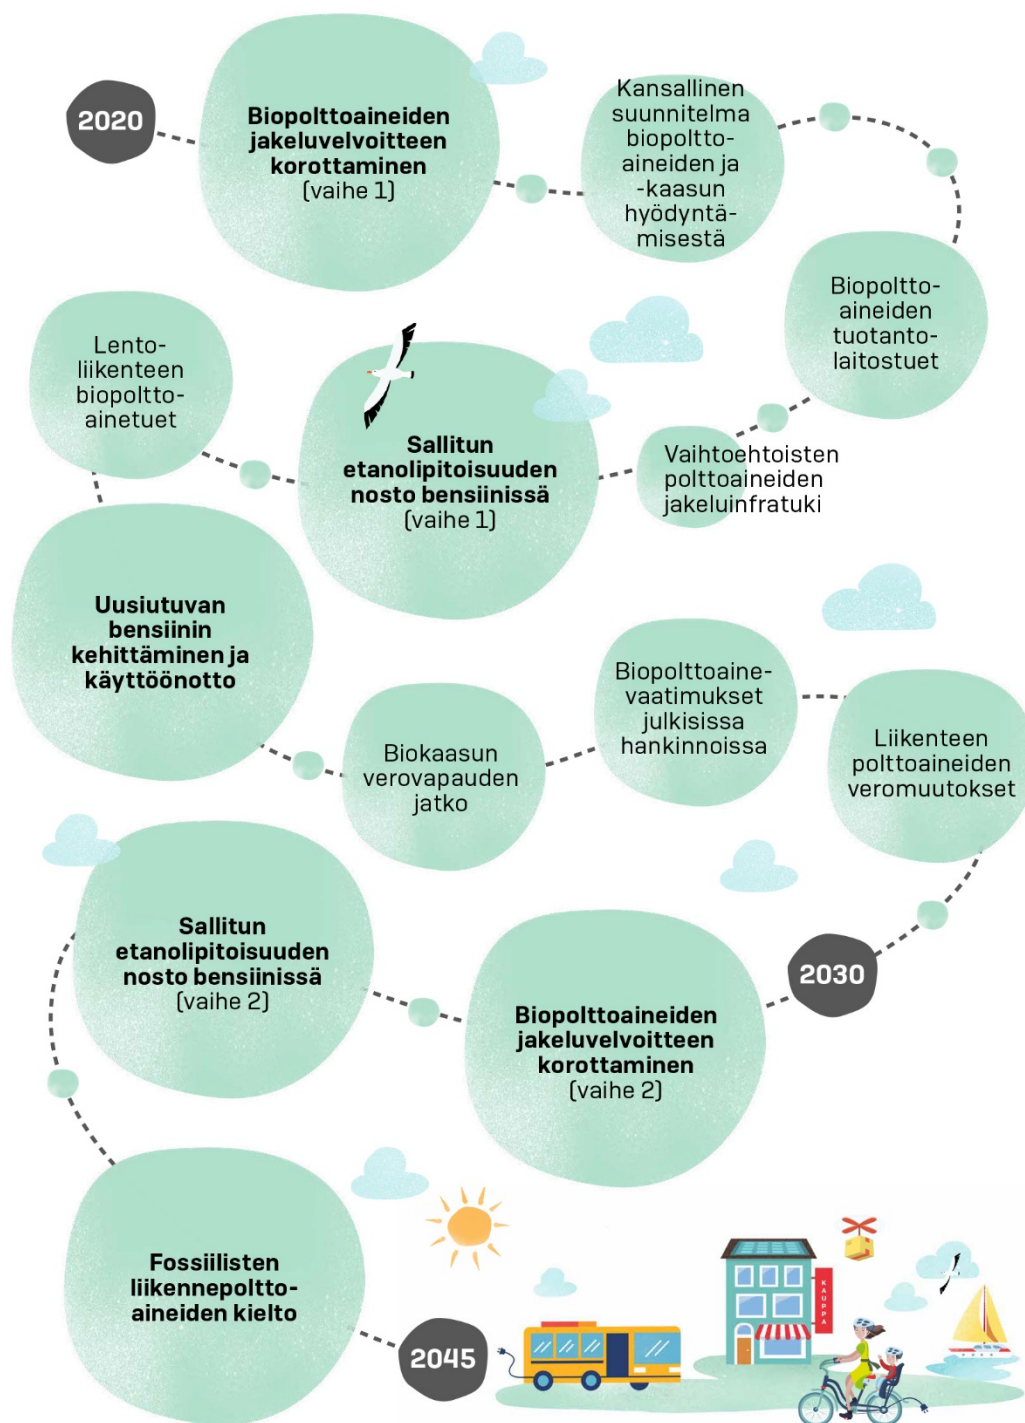 2020
Biopolttoaineiden
jakeluvelvoitteen
korottaminen
(vaihe 1)
Kansallinen
suunnitelma
biopoltto-
aineiden ja
-kaasun
hyödyntä-
misestä
Biopoltto-
aineiden
tuotanto-
laitostuet
Vaihtoehtoisten
polttoaineiden
jakeluinfratuki
Sallitun
etanolipitoisuuden
nosto bensiinissä
(vaihe 1)
Lento-
liikenteen
biopoltto-
ainetuet
Uusiutuvan
bensiinin
kehittäminen ja
käyttöönotto
Biokaasun
verovapauden
jatko
Biopolttoaine-
vaatimukset
julkisissa
hankinnoissa
Liikenteen
polttoaineiden
veromuutokset
2030
Biopolttoaineiden
jakeluvelvoitteen
korottaminen
(vaihe 2)
Sallitun
etanolipitoisuuden
nosto bensiinissä
(vaihe 2)
Fossiilisten
liikennepoltto-
aineiden kielto
2045
KAUPPA